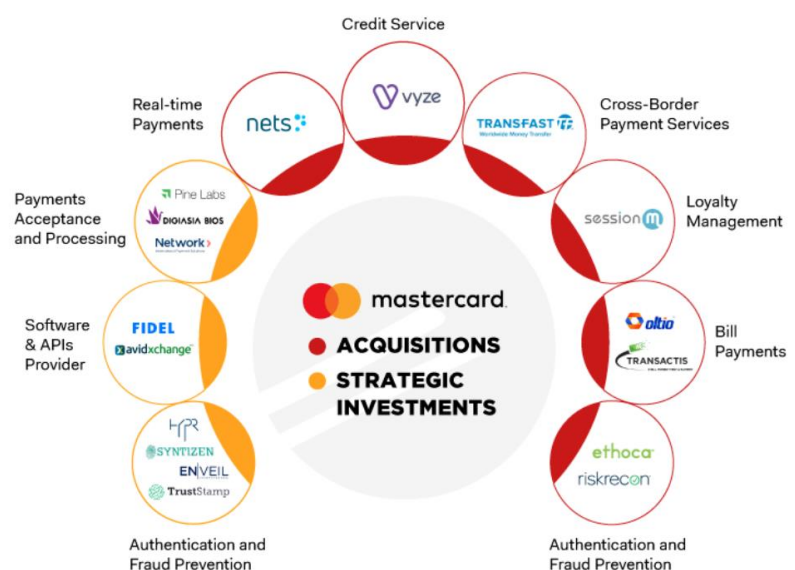 Credit Service
vyze
Real-time
Payments
nets
Cross-Border
Payment Services
TRANSFAST
Worldwide Money Transfer
Payments
Acceptance
and Processing
Pine Labs
DIGIASIA BIOS
Network
Loyalty
Management
session m
mastercard.
ACQUISITIONS
STRATEGIC
INVESTMENTS
Software
& APIs
Provider
FIDEL
avidxchange
Bill
Payments
oltio
TRANSACTIS
HYPR
SYNTIZEN
ENVEIL
TrustStamp
Authentication and
Fraud Prevention
ethoca
riskrecon
Authentication and
Fraud Prevention